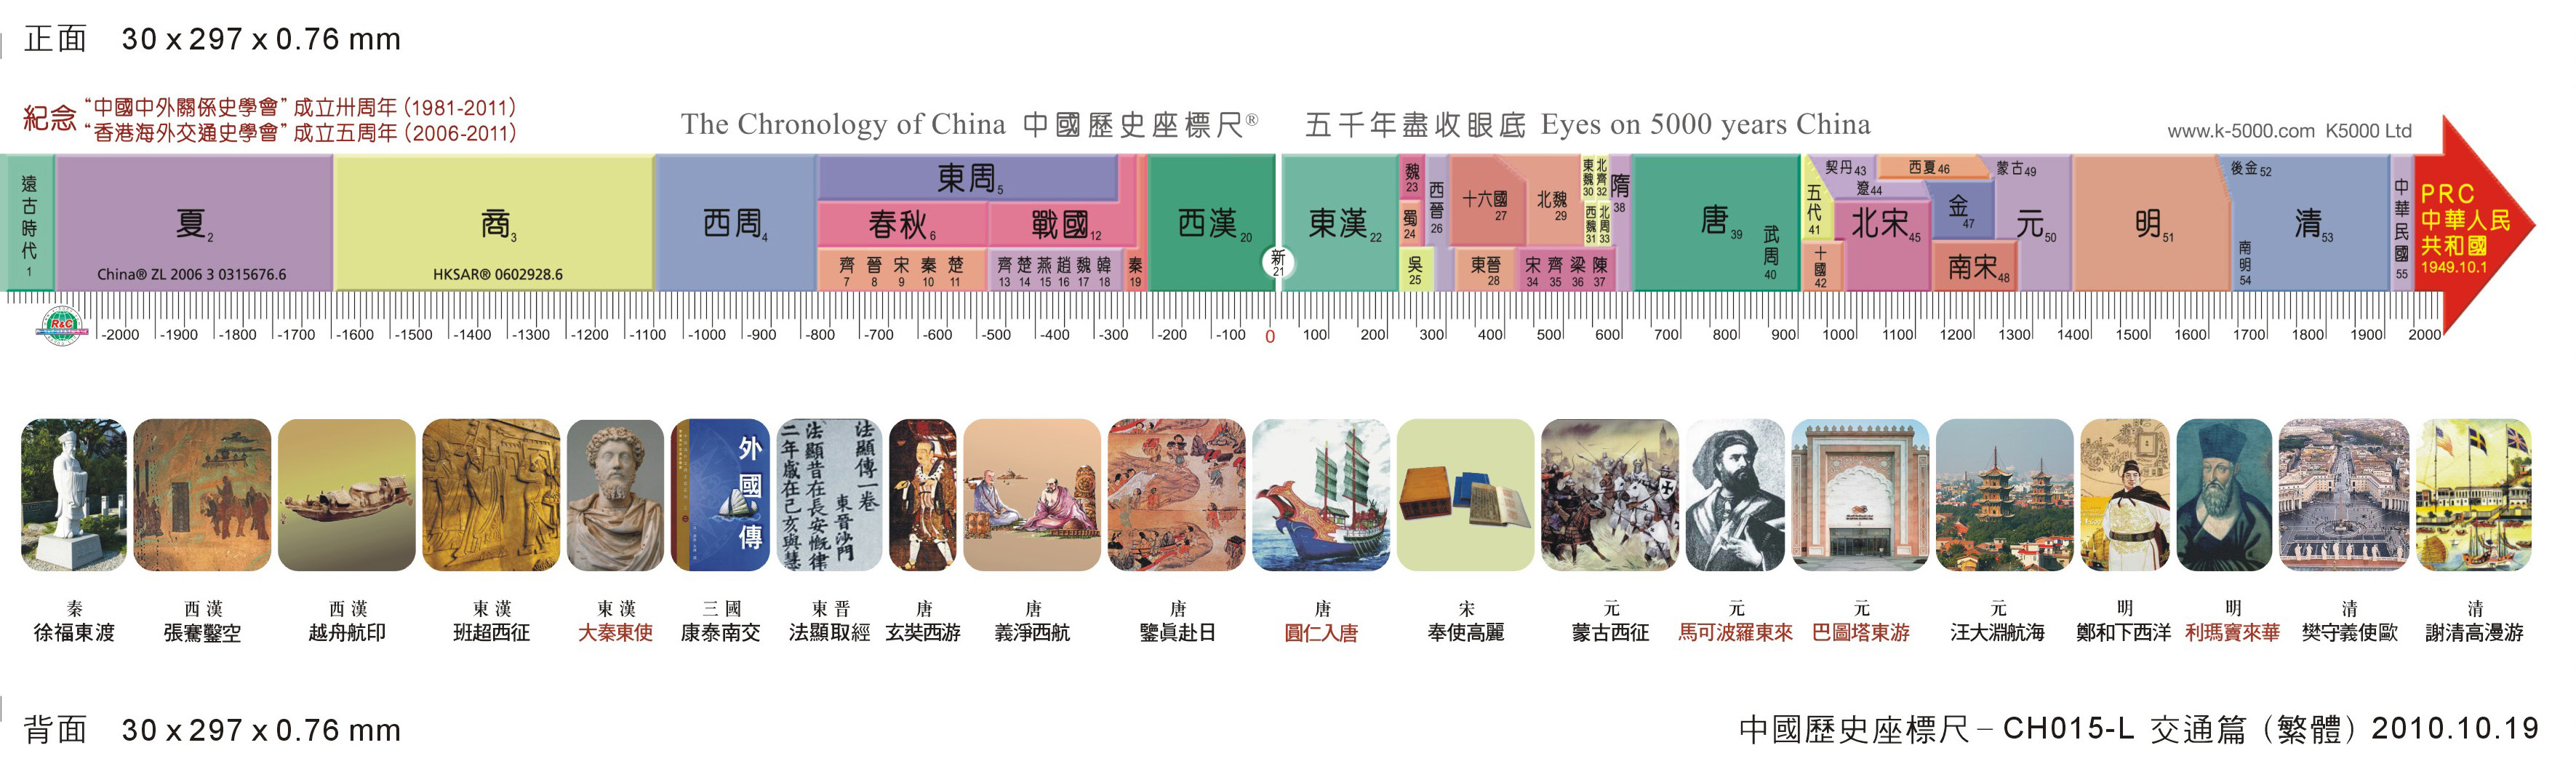 正面 30 x 297 x 0.76 mm
紀念 “中國中外關係史學會” 成立卅周年 (1981-2011)
“香港海外交通史學會” 成立五周年 (2006-2011)
The Chronology of China 中國歷史座標尺® 五千年盡收眼底 Eyes on 5000 years China
www.k-5000.com K5000 Ltd
遠古時代 1
夏 2
China® ZL 2006 3 0315676.6
商 3
HKSAR® 0602928.6
西周 4
東周 5
春秋 6
齊 7
晉 8
宋 9
秦 10
楚 11
戰國 12
齊 13
楚 14
燕 15
趙 16
魏 17
韓 18
秦 19
西漢 20
新 21
東漢 22
魏 23
蜀 24
吳 25
西晉 26
十六國 27
東晉 28
北魏 29
東魏 30
西魏 31
北齊 32
北周 33
宋 34
齊 35
梁 36
陳 37
隋 38
唐 39
武周 40
五代 41
十國 42
契丹 43
遼 44
北宋 45
西夏 46
金 47
南宋 48
蒙古 49
元 50
明 51
後金 52
清 53
南明 54
中華民國 55
PRC
中華人民
共和國
1949.10.1
R&C
-2000 -1900 -1800 -1700 -1600 -1500 -1400 -1300 -1200 -1100 -1000 -900 -800 -700 -600 -500 -400 -300 -200 -100 0 100 200 300 400 500 600 700 800 900 1000 1100 1200 1300 1400 1500 1600 1700 1800 1900 2000
外國傳
法顯傳一卷
東晉沙門
法顯昔在長安慨律
二年歲在己亥與慧
秦 西漢 西漢 東漢 東漢 三國 東晋 唐 唐 唐 唐 宋 元 元 元 元 明 明 清 清
徐福東渡 張騫鑿空 越舟航印 班超西征 大秦東使 康泰南交 法顯取經 玄奘西游 義淨西航 鑒眞赴日 圓仁入唐 奉使高麗 蒙古西征 馬可波羅東來 巴圖塔東游 汪大淵航海 鄭和下西洋 利瑪竇來華 樊守義使歐 謝清高漫游
背面 30 x 297 x 0.76 mm
中國歷史座標尺 – CH015-L 交通篇 (繁體) 2010.10.19